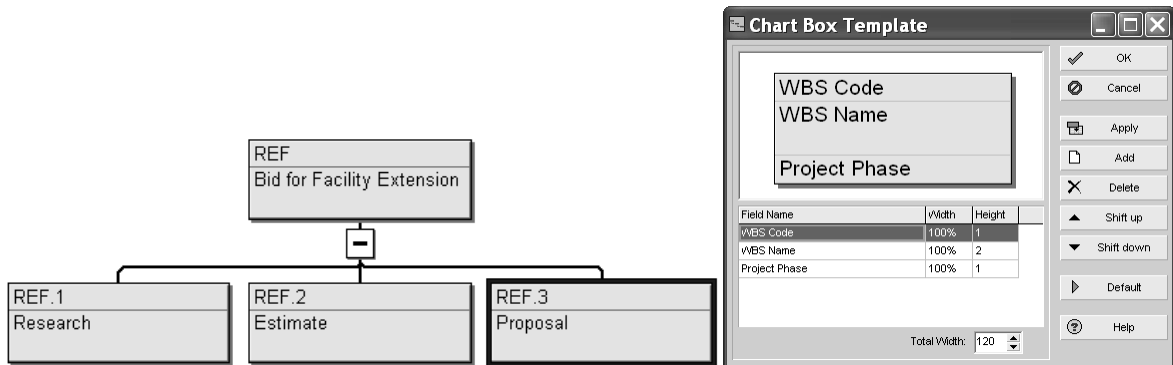 REF
Bid for Facility Extension
REF.1
Research
REF.2
Estimate
REF.3
Proposal
Chart Box Template
WBS Code
WBS Name
Project Phase
Field Name Width Height
WBS Code 100% 1
WBS Name 100% 2
Project Phase 100% 1
Total Width: 120
OK
Cancel
Apply
Add
Delete
Shift up
Shift down
Default
Help